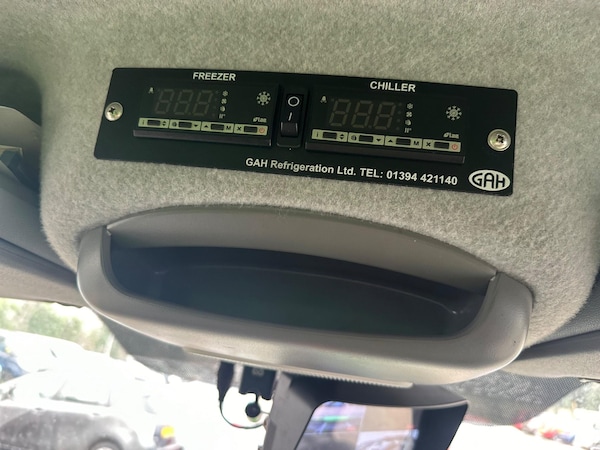 FREEZER
CHILLER
GAH Refrigeration Ltd. TEL: 01394 421140
GAH